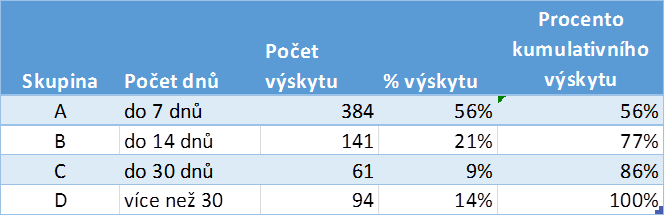 Skupina Počet dnů Počet výskytu % výskytu Procento kumulativního výskytu
A do 7 dnů 384 56% 56%
B do 14 dnů 141 21% 77%
C do 30 dnů 61 9% 86%
D více než 30 94 14% 100%